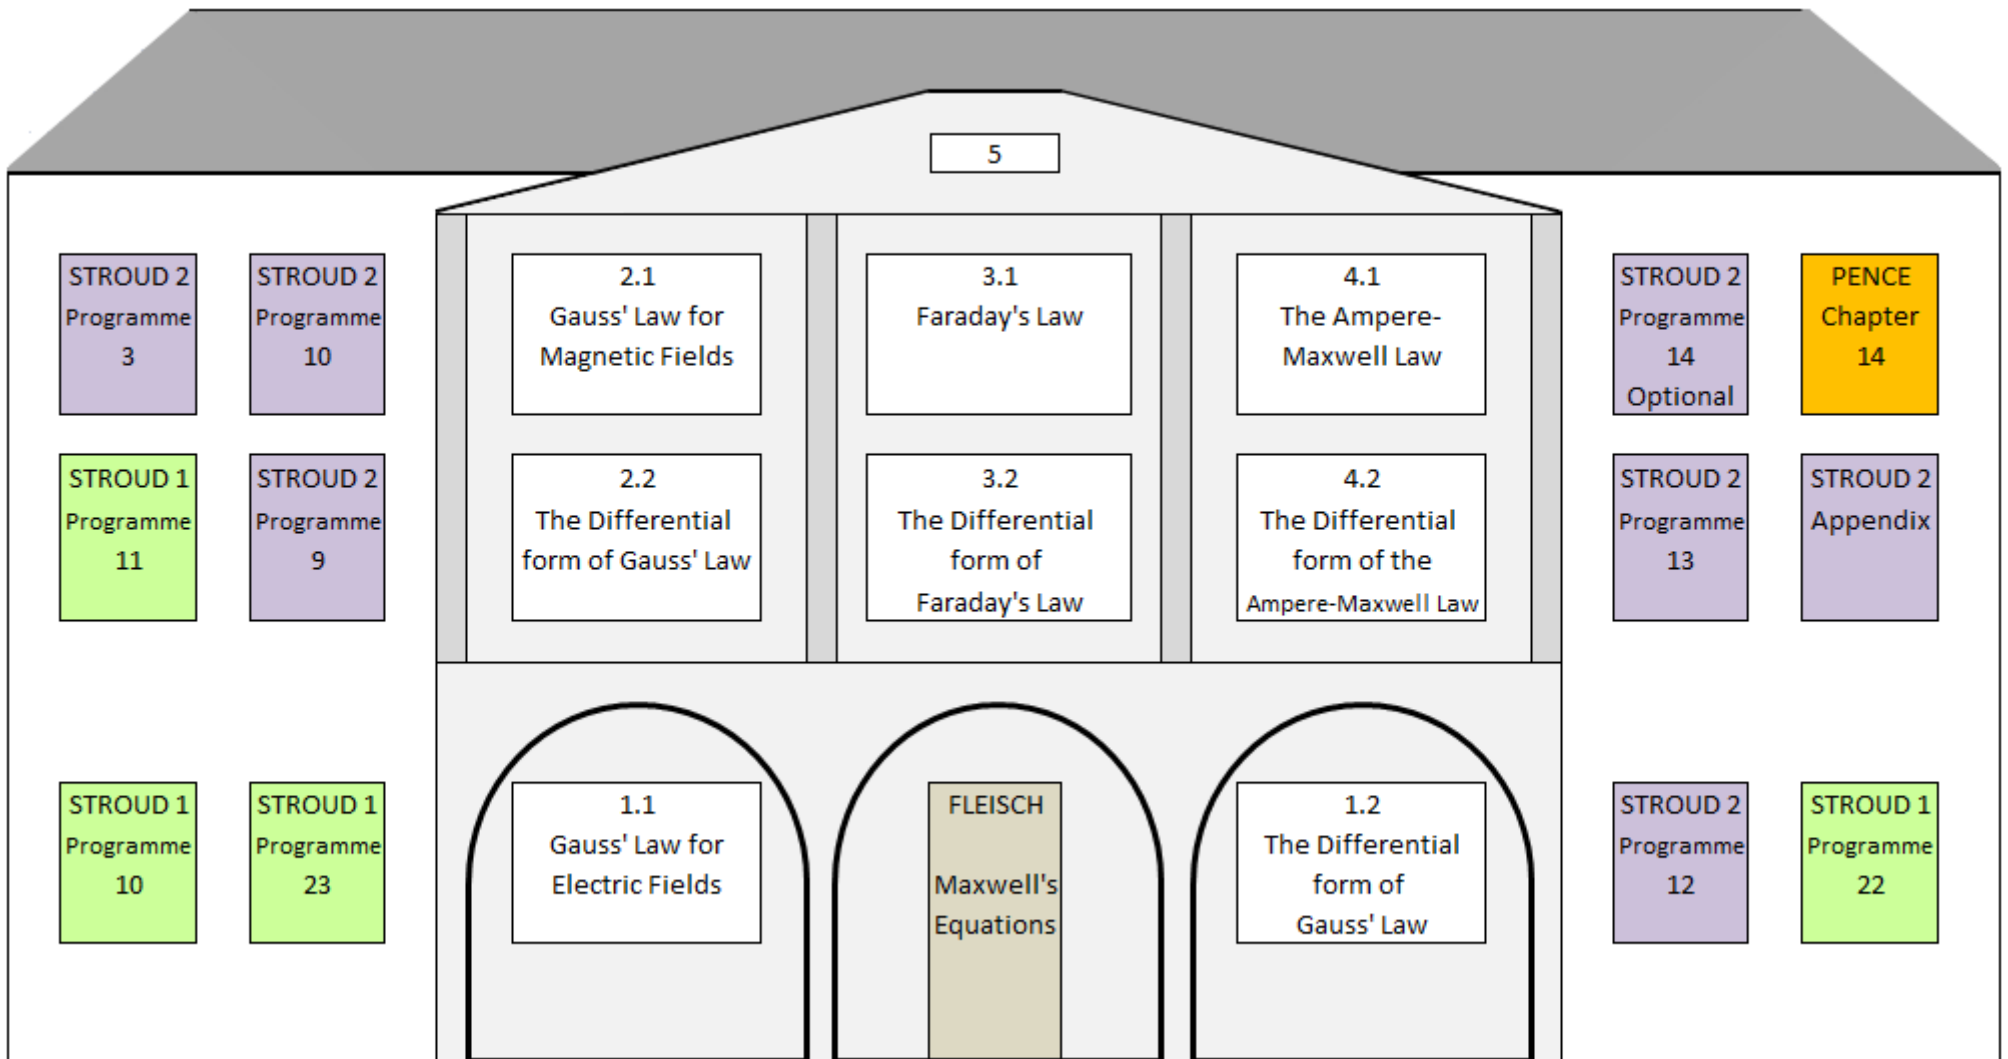 5
STROUD 2
Programme
3
STROUD 2
Programme
10
2.1
Gauss' Law for
Magnetic Fields
3.1
Faraday's Law
4.1
The Ampere-
Maxwell Law
STROUD 2
Programme
14
Optional
PENCE
Chapter
14
STROUD 1
Programme
11
STROUD 2
Programme
9
2.2
The Differential
form of Gauss' Law
3.2
The Differential
form of
Faraday's Law
4.2
The Differential
form of the
Ampere-Maxwell Law
STROUD 2
Programme
13
STROUD 2
Appendix
STROUD 1
Programme
10
STROUD 1
Programme
23
1.1
Gauss' Law for
Electric Fields
FLEISCH
Maxwell's
Equations
1.2
The Differential
form of
Gauss' Law
STROUD 2
Programme
12
STROUD 1
Programme
22